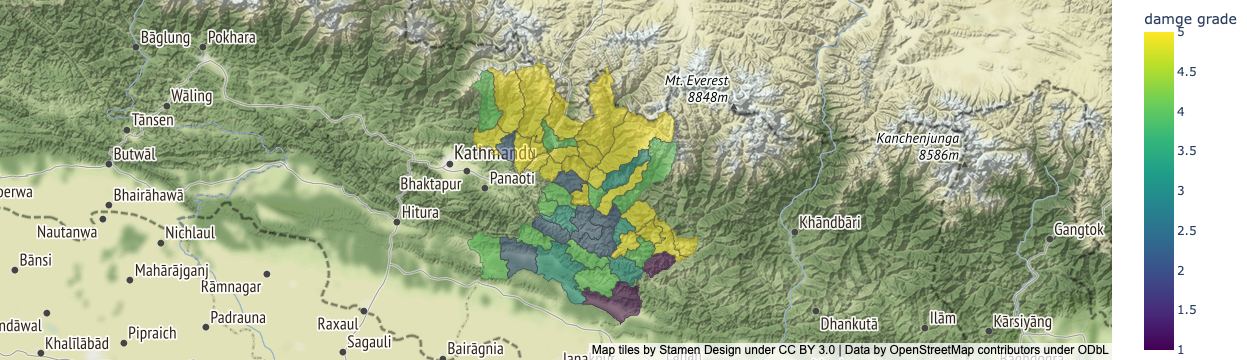 damge grade
Bāglung
Pokhara
Mt. Everest
8848m
Wāling
Tānsen
Kanchenjunga
8586m
Butwāl
Kathmandu
Bhaktapur
Panaoti
Bhairāhawā
Hitura
Khāndbāri
Nautanwa
Nichlaul
Gangtok
Bānsi
Mahārājganj
Rāmnagar
Padrauna
Raxaul
Dhankutā
Ilām
Kārsiyāng
Pipraich
Khalīlābād
Sagauli
Bairāgnia
Map tiles by Stamen Design under CC BY 3.0 | Data by OpenStreetMap contributors under ODbL
5
4.5
4
3.5
3
2.5
2
1.5
1